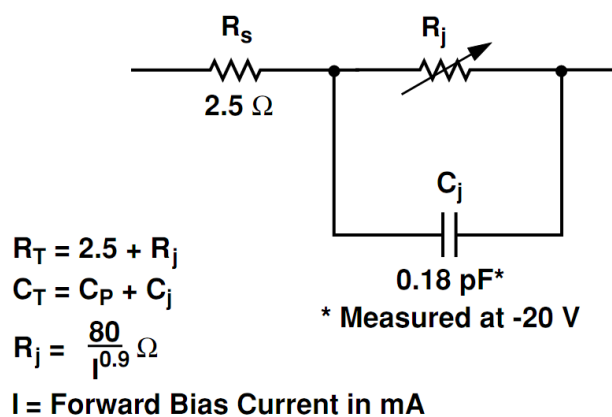 Rs
Rj
2.5 Ω
Cj
0.18 pF*
* Measured at -20 V
RT = 2.5 + Rj
CT = CP + Cj
Rj = 80 / I^0.9 Ω
I = Forward Bias Current in mA